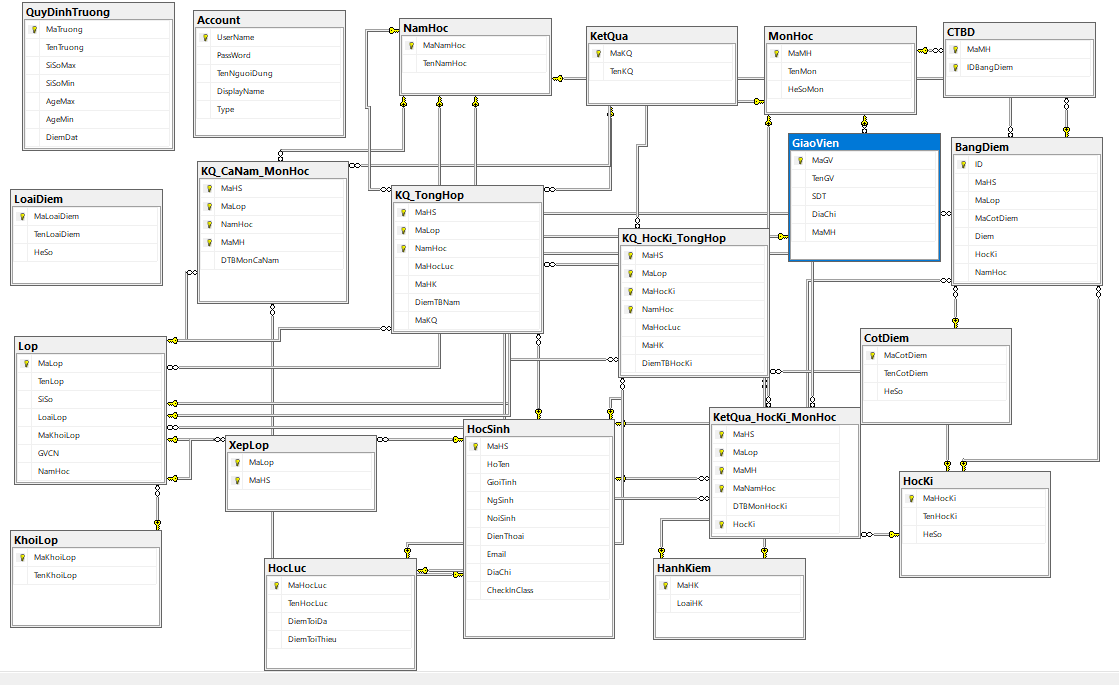 QuyDinhTruong
MaTruong
TenTruong
SiSoMax
SiSoMin
AgeMax
AgeMin
DiemDat
Account
UserName
PassWord
TenNguoiDung
DisplayName
Type
NamHoc
MaNamHoc
TenNamHoc
KetQua
MaKQ
TenKQ
MonHoc
MaMH
TenMon
HeSoMon
CTBD
MaMH
IDBangDiem
LoaiDiem
MaLoaiDiem
TenLoaiDiem
HeSo
KQ_CaNam_MonHoc
MaHS
MaLop
NamHoc
MaMH
DTBMonCaNam
KQ_TongHop
MaHS
MaLop
NamHoc
MaHocLuc
MaHK
DiemTBNam
MaKQ
KQ_HocKi_TongHop
MaHS
MaLop
MaHocKi
NamHoc
MaHocLuc
MaHK
DiemTBHocKi
GiaoVien
MaGV
TenGV
SDT
DiaChi
MaMH
BangDiem
ID
MaHS
MaLop
MaCotDiem
Diem
HocKi
NamHoc
Lop
MaLop
TenLop
SiSo
LoaiLop
MaKhoiLop
GVCN
NamHoc
XepLop
MaLop
MaHS
HocSinh
MaHS
HoTen
GioiTinh
NgSinh
NoiSinh
DienThoai
Email
DiaChi
CheckInClass
KetQua_HocKi_MonHoc
MaHS
MaLop
MaMH
MaNamHoc
DTBMonHocKi
HocKi
CotDiem
MaCotDiem
TenCotDiem
HeSo
HocKi
MaHocKi
TenHocKi
HeSo
KhoiLop
MaKhoiLop
TenKhoiLop
HocLuc
MaHocLuc
TenHocLuc
DiemToiDa
DiemToiThieu
HanhKiem
MaHK
LoaiHK